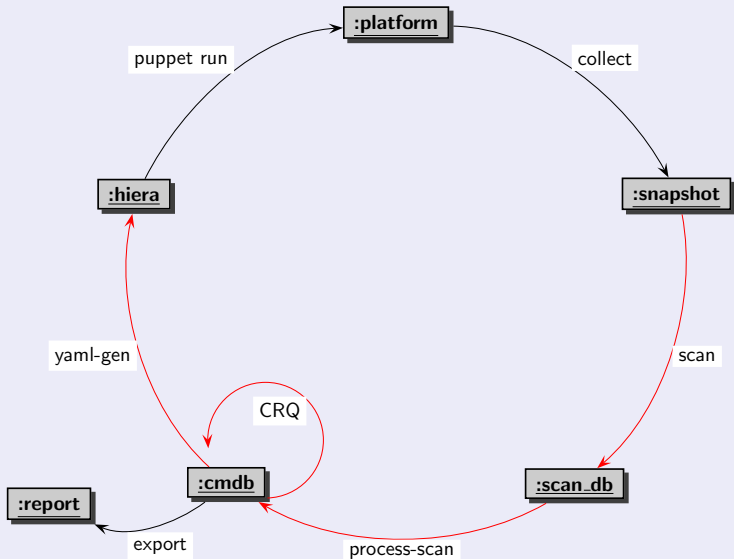 :platform
puppet run
collect
:hiera
:snapshot
yaml-gen
scan
CRQ
:cmdb
:scan_db
:report
export
process-scan